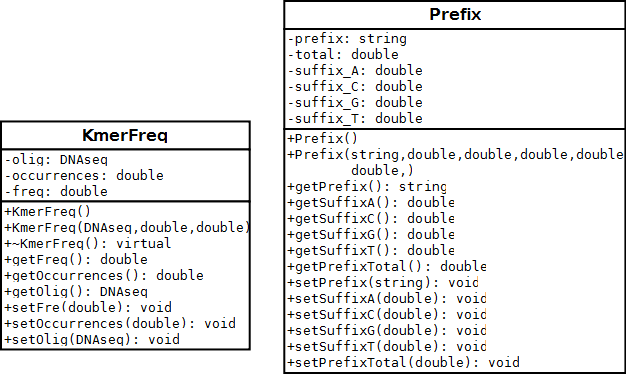 KmerFreq
-olig: DNAseq
-occurrences: double
-freq: double
+KmerFreq()
+KmerFreq(DNAseq,double,double)
+~KmerFreq(): virtual
+getFreq(): double
+getOccurrences(): double
+getOlig(): DNAseq
+setFre(double): void
+setOccurrences(double): void
+setOlig(DNAseq): void
Prefix
-prefix: string
-total: double
-suffix_A: double
-suffix_C: double
-suffix_G: double
-suffix_T: double
+Prefix()
+Prefix(string,double,double,double,double
double,)
+getPrefix(): string
+getSuffixA(): double
+getSuffixC(): double
+getSuffixG(): double
+getSuffixT(): double
+getPrefixTotal(): double
+setPrefix(string): void
+setSuffixA(double): void
+setSuffixC(double): void
+setSuffixG(double): void
+setSuffixT(double): void
+setPrefixTotal(double): void